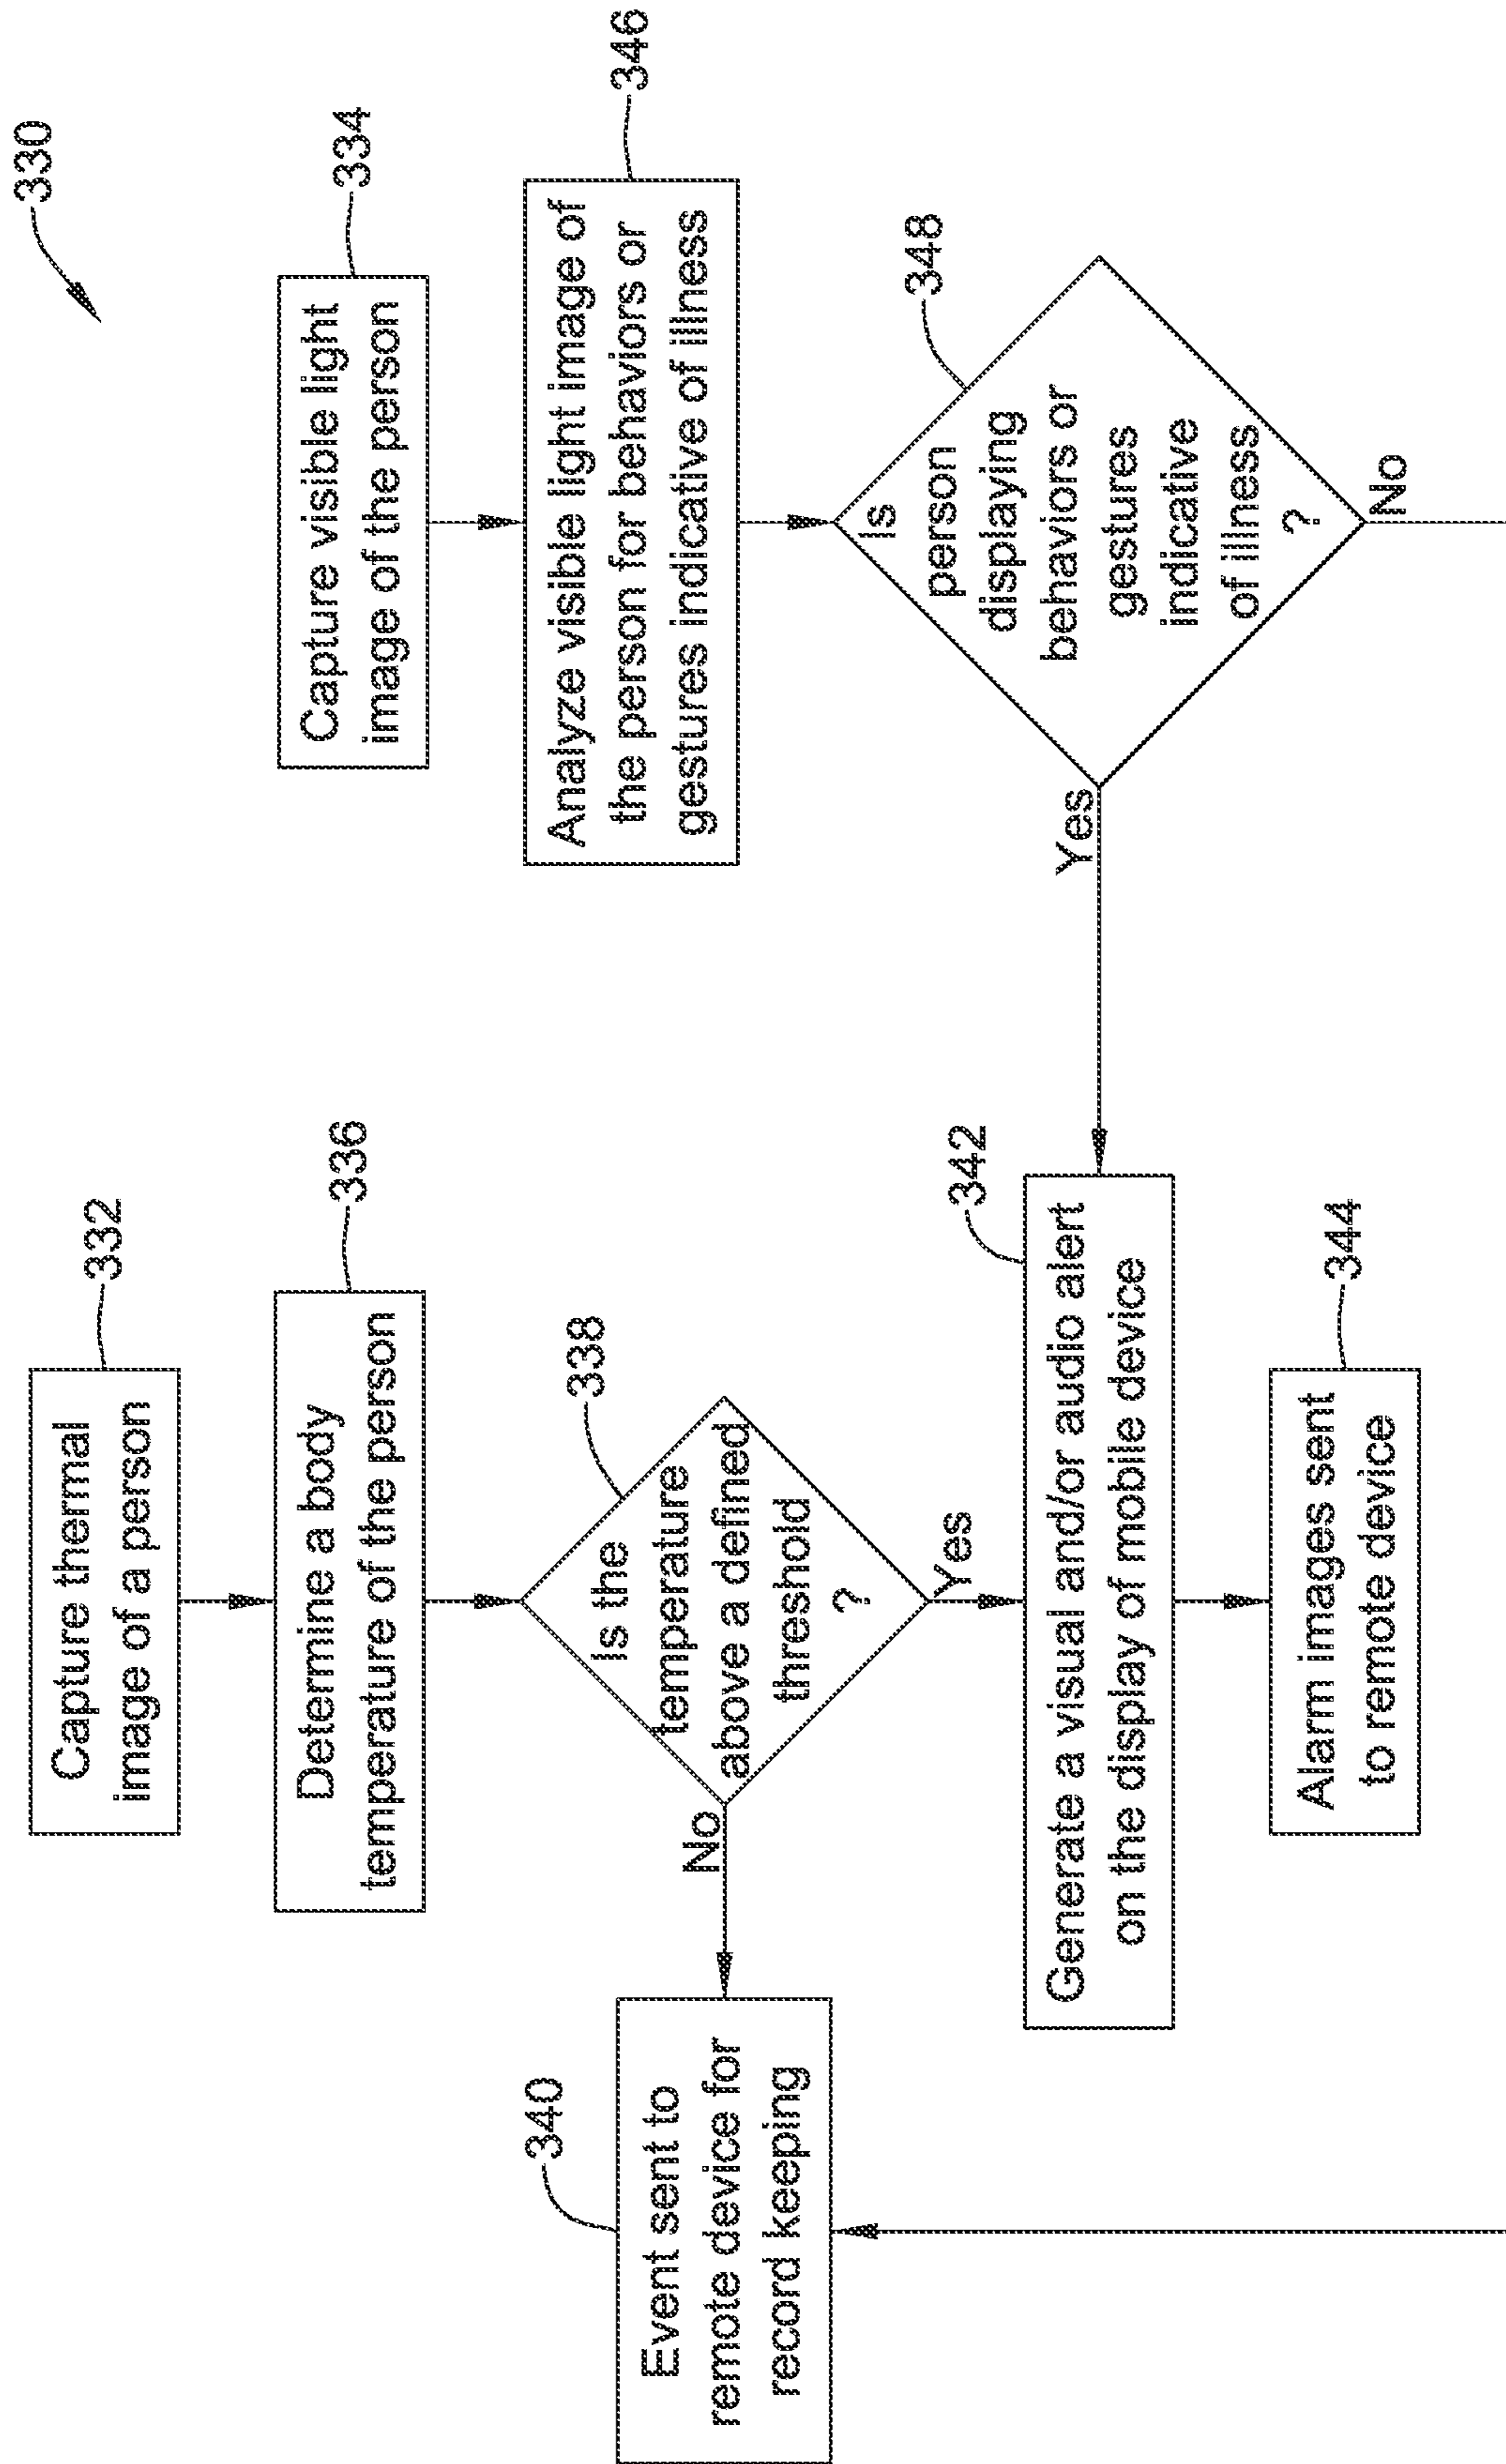 330
332
Capture thermal
image of a person
336
Determine a body
temperature of the person
338
Is the
temperature
above a defined
threshold
?
No
Yes
340
Event sent to
remote device for
record keeping
342
Generate a visual and/or audio alert
on the display of mobile device
344
Alarm images sent
to remote device
334
Capture visible light
image of the person
346
Analyze visible light image of
the person for behaviors or
gestures indicative of illness
348
Is
person
displaying
behaviors or
gestures
indicative
of illness
?
Yes
No